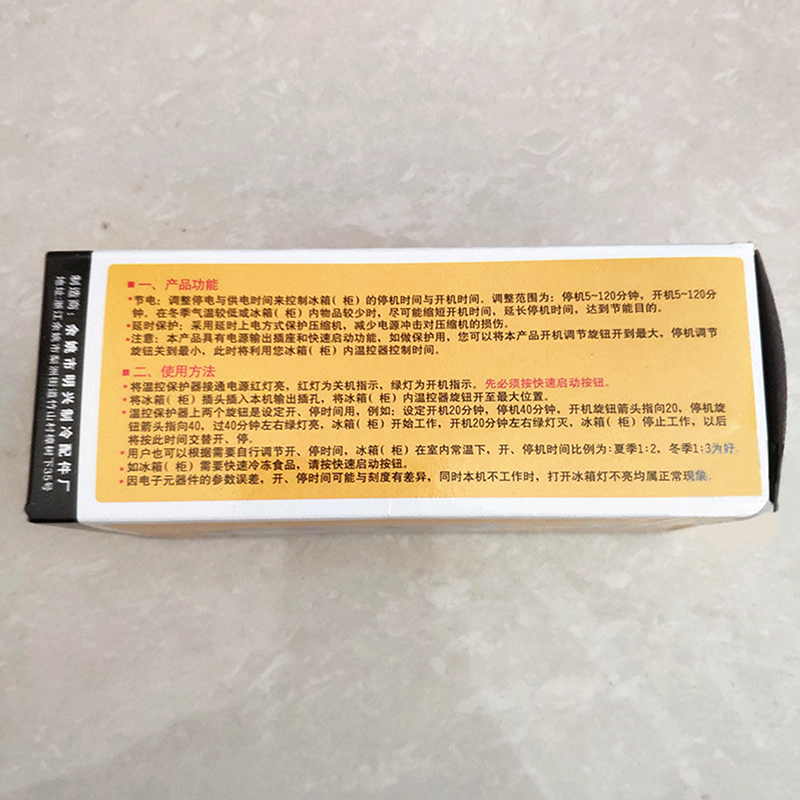 ■一、产品功能
·节电：调整停电与供电时间来控制冰箱(柜)的停机时间与开机时间。调整范围为：停机5~120分钟，开机5~120分
钟。在冬季气温较低或冰箱(柜)内物品较少时，尽可能缩短开机时间，延长停机时间，达到节能目的。
·延时保护：采用延时上电方式保护压缩机，减少电源冲击对压缩机的损伤。
·注意：本产品具有电源输出插座和快速启动功能，如做保护用，您可以将本产品开机调节旋钮开到最大，停机调节
旋钮关到最小，此时将利用您冰箱(柜)内温控器控制时间。
■二、使用方法
·将温控保护器接通电源红灯亮，红灯为关机指示，绿灯为开机指示。先必须按快速启动按钮。
·将冰箱(柜)插头插入本机输出插孔，将冰箱(柜)内温控器旋钮开至最大位置。
·温控保护器上两个旋钮是设定开、停时间用，例如：设定开机20分钟，停机40分钟，开机旋钮箭头指向20，停机旋
钮箭头指向40，过40分钟左右绿灯亮，冰箱(柜)开始工作，开机20分钟左右绿灯灭，冰箱(柜)停止工作，以后
将按此时间交替开、停。
·用户也可以根据需要自行调节开、停时间，冰箱(柜)在室内常温下，开、停机时间比例为：夏季1:2，冬季1:3为好。
·如冰箱(柜)需要快速冷冻食品，请按快速启动按钮。
·因电子元器件的参数误差，开、停时间可能与刻度有差异，同时本机不工作时，打开冰箱灯不亮均属正常现象。
制造商：余姚市明兴制冷配件厂
地址：浙江余姚市梨洲街道竹山村樟树下35号